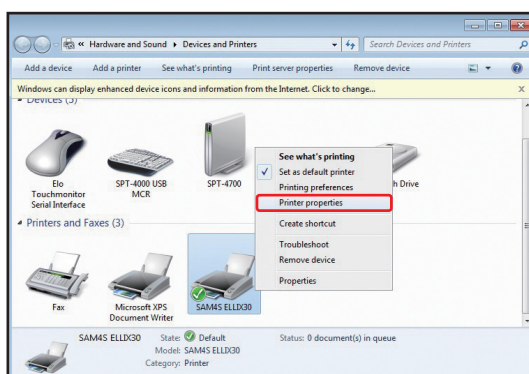 « Hardware and Sound ▸ Devices and Printers
Search Devices and Printers
Add a device Add a printer See what's printing Print server properties Remove device
Windows can display enhanced device icons and information from the Internet. Click to change...
Devices (5)
Elo Touchmonitor Serial Interface
SPT-4000 USB MCR
SPT-4700
h Drive
See what's printing
Set as default printer
Printing preferences
Printer properties
Create shortcut
Troubleshoot
Remove device
Properties
Printers and Faxes (3)
Fax
Microsoft XPS Document Writer
SAM4S ELLIX30
SAM4S ELLIX30 State: Default Status: 0 document(s) in queue
Model: SAM4S ELLIX30
Category: Printer